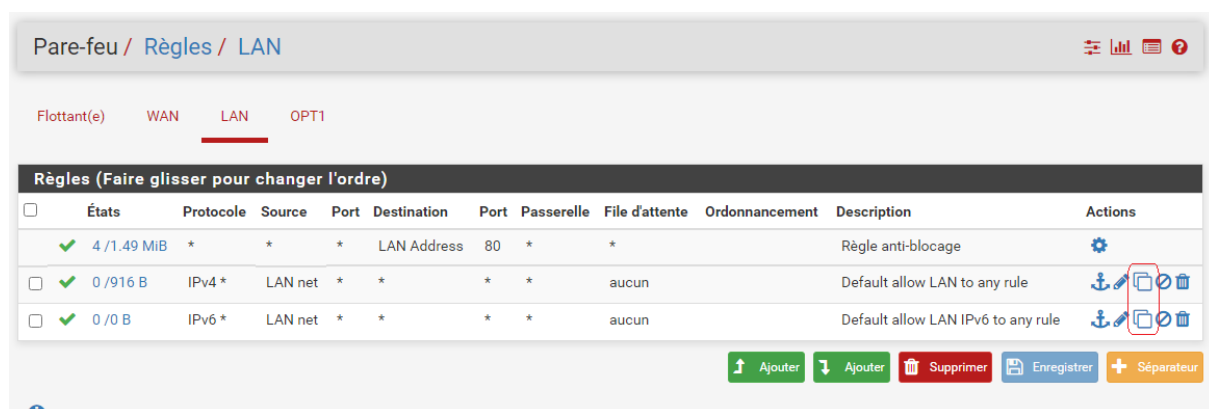 Pare-feu / Règles / LAN
Flottant(e) WAN LAN OPT1
Règles (Faire glisser pour changer l'ordre)
États Protocole Source Port Destination Port Passerelle File d'attente Ordonnancement Description Actions
4 /1.49 MiB * * * LAN Address 80 * * Règle anti-blocage
0 /916 B IPv4 * LAN net * * * * aucun Default allow LAN to any rule
0 /0 B IPv6 * LAN net * * * * aucun Default allow LAN IPv6 to any rule
Ajouter Ajouter Supprimer Enregistrer Séparateur